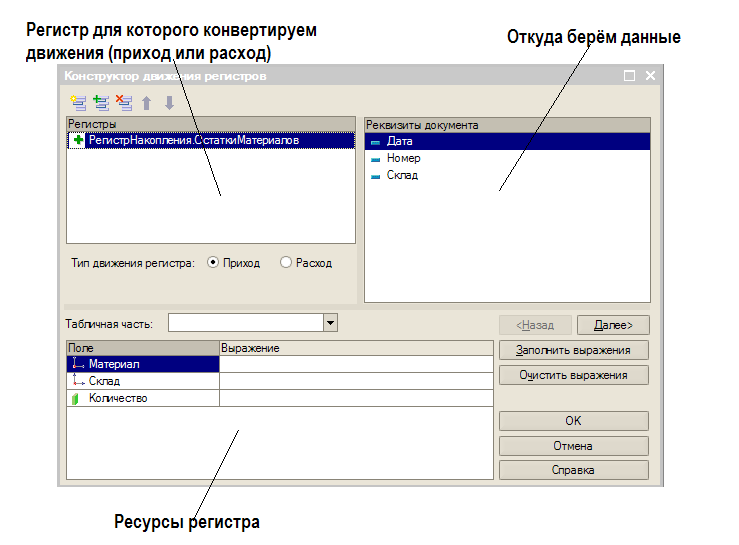 Регистр для которого конвертируем
движения (приход или расход)
Откуда берём данные
Конструктор движения регистров
Регистры
РегистрНакопления.ОстаткиМатериалов
Реквизиты документа
Дата
Номер
Склад
Тип движения регистра: Приход Расход
Табличная часть:
<Назад Далее>
Поле Выражение
Материал
Склад
Количество
Заполнить выражения
Очистить выражения
OK
Отмена
Справка
Ресурсы регистра